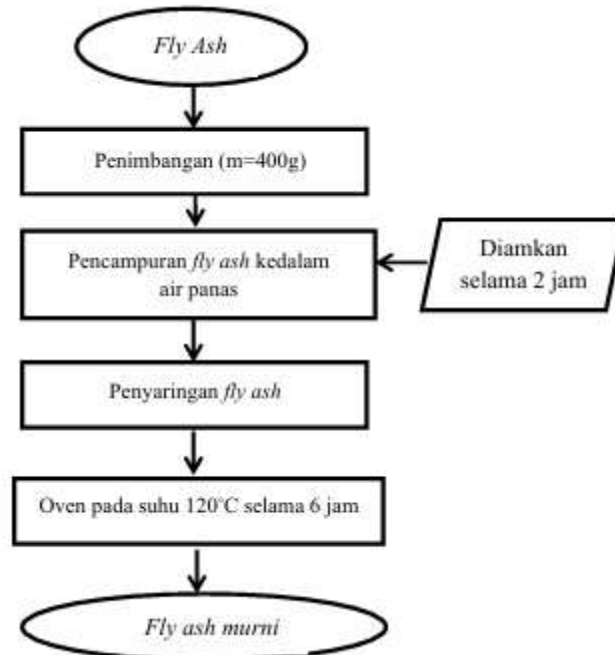 Fly Ash
Penimbangan (m=400g)
Pencampuran fly ash kedalam
air panas
Diamkan
selama 2 jam
Penyaringan fly ash
Oven pada suhu 120°C selama 6 jam
Fly ash murni